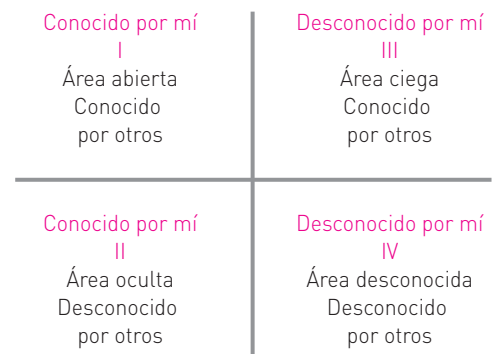 Conocido por mí
I
Área abierta
Conocido
por otros
Desconocido por mí
III
Área ciega
Conocido
por otros
Conocido por mí
II
Área oculta
Desconocido
por otros
Desconocido por mí
IV
Área desconocida
Desconocido
por otros